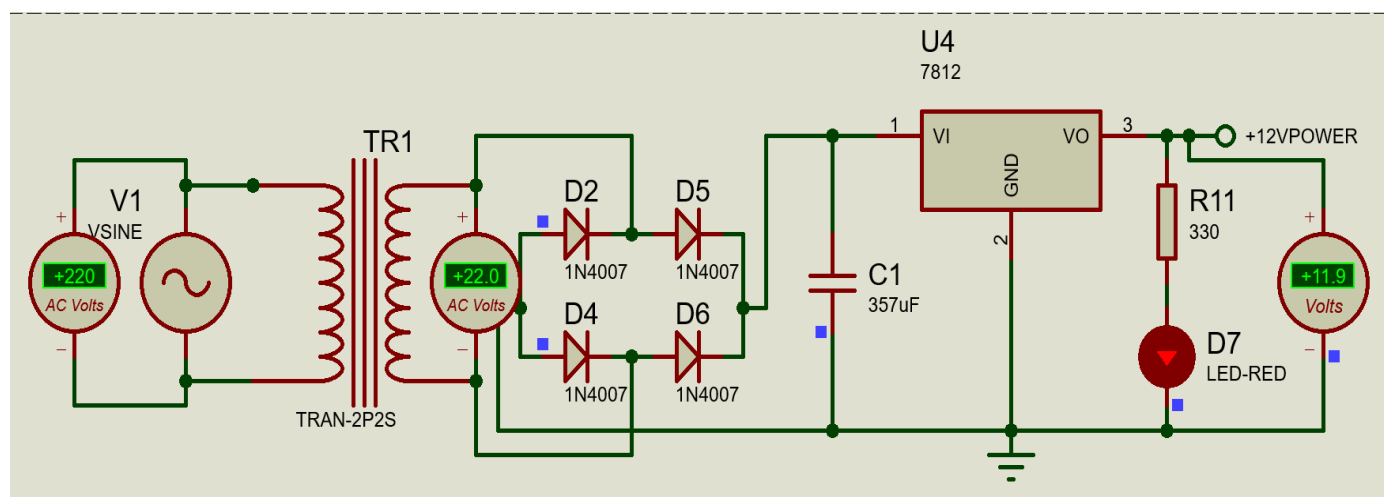 U4
7812
1
VI
VO
3
GND
2
+12VPOWER
TR1
V1
VSINE
+
+220
AC Volts
−
TRAN-2P2S
+
+22.0
AC Volts
−
D2
1N4007
D5
1N4007
D4
1N4007
D6
1N4007
C1
357uF
R11
330
D7
LED-RED
+
+11.9
Volts
−